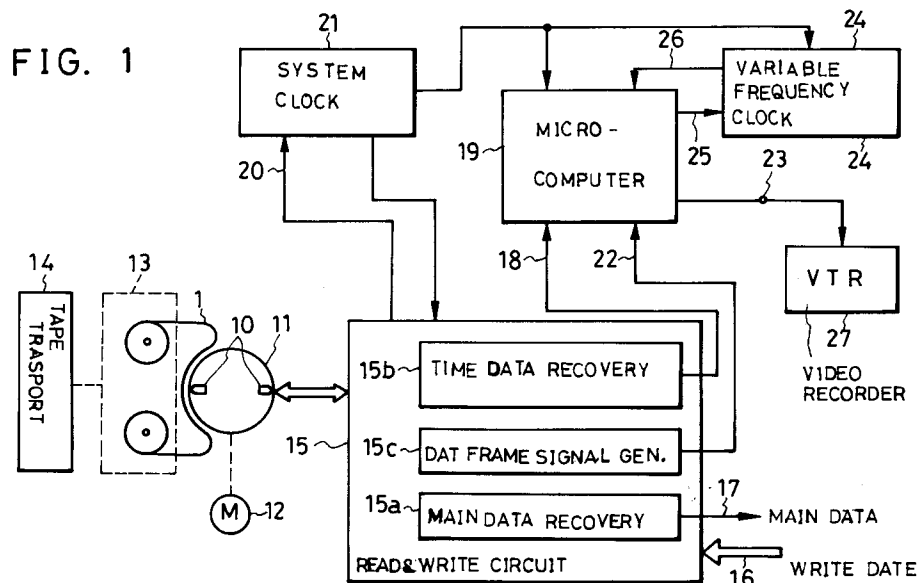 FIG. 1
21
SYSTEM
CLOCK
24
VARIABLE
FREQUENCY
CLOCK
24
26
25
19
MICRO-
COMPUTER
23
20
18
22
VTR
27
VIDEO
RECORDER
14
TAPE
TRASPORT
13
1
10
11
M
12
15
15b
TIME DATA RECOVERY
15c
DAT FRAME SIGNAL GEN.
15a
MAIN DATA RECOVERY
READ&WRITE CIRCUIT
17
MAIN DATA
16
WRITE DATE